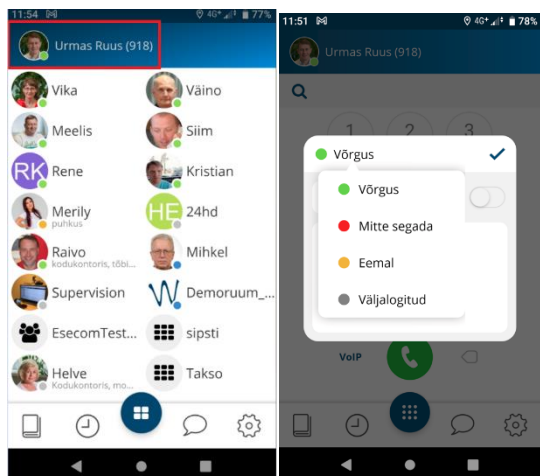 11:54 4G+ 77%
Urmas Ruus (918)
Vika Väino
Meelis Siim
RK Rene Kristian
Merily HE 24hd
puhkus
Raivo Mihkel
kodukontoris, tõbi...
Supervision Demoruum_...
EsecomTest... sipsti
Helve Takso
Kodukontoris, mo...
11:51 4G+ 78%
Urmas Ruus (918)
1 2 3
Võrgus
Võrgus
Mitte segada
Eemal
Väljalogitud
VoIP